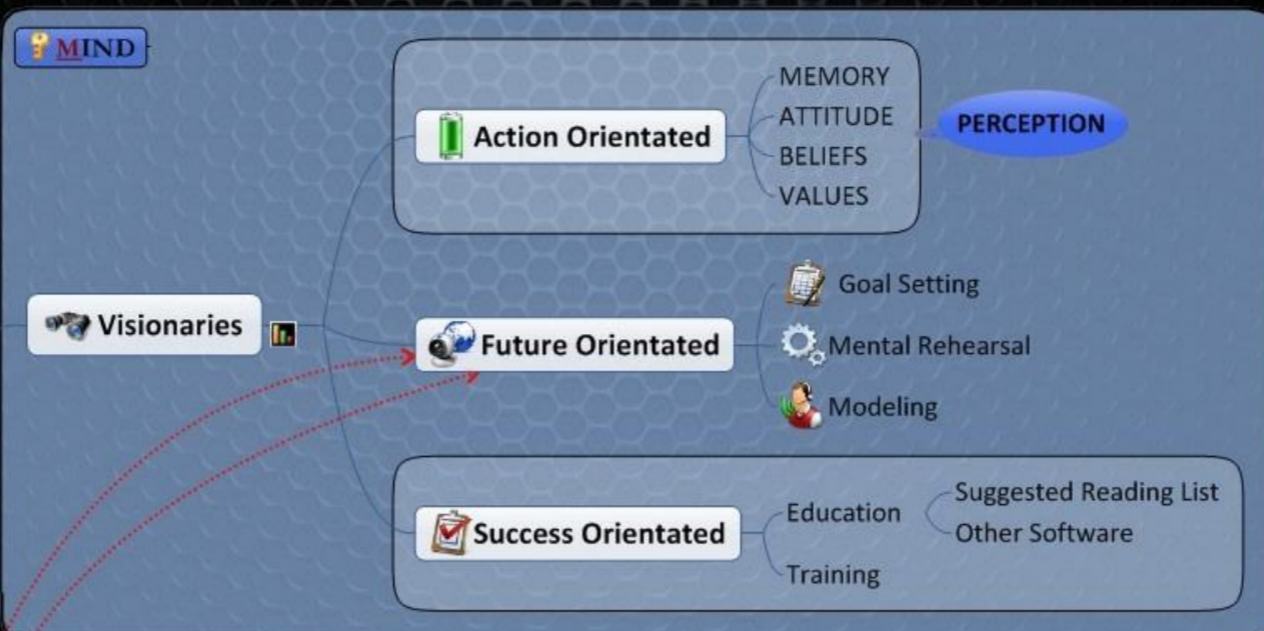 MIND
Action Orientated
MEMORY
ATTITUDE
BELIEFS
VALUES
PERCEPTION
Visionaries
Future Orientated
Goal Setting
Mental Rehearsal
Modeling
Success Orientated
Education
Suggested Reading List
Other Software
Training